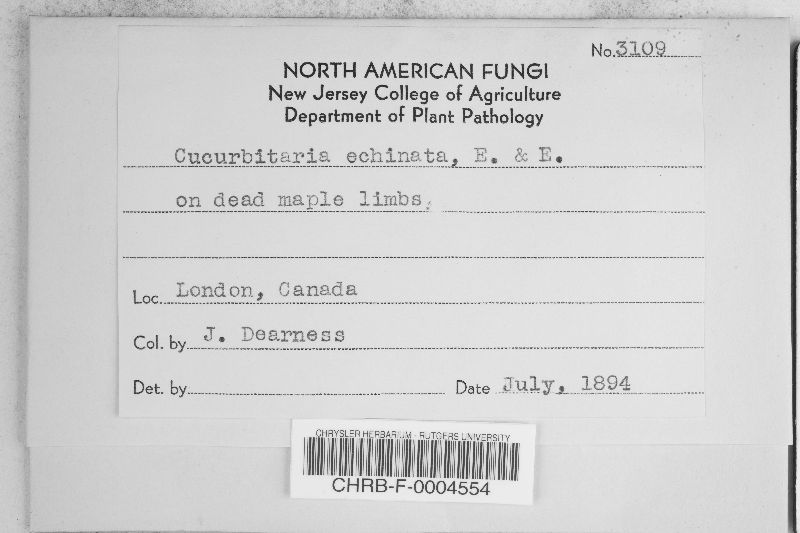 No. 3109
NORTH AMERICAN FUNGI
New Jersey College of Agriculture
Department of Plant Pathology
Cucurbitaria echinata, E. & E.
on dead maple limbs,
Loc. London, Canada
Col. by J. Dearness
Det. by
Date July, 1894
CHRYSLER HERBARIUM - RUTGERS UNIVERSITY
CHRB-F-0004554